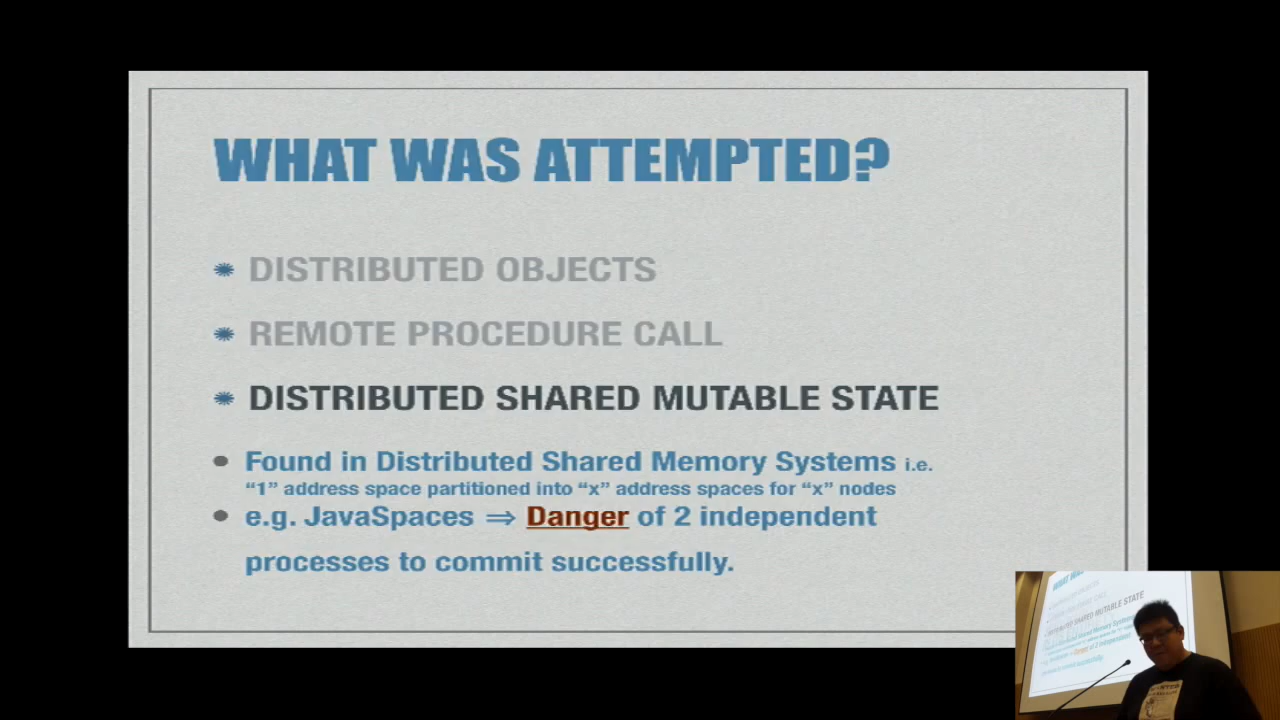 WHAT WAS ATTEMPTED?
DISTRIBUTED OBJECTS
REMOTE PROCEDURE CALL
DISTRIBUTED SHARED MUTABLE STATE
Found in Distributed Shared Memory Systems i.e.
“1” address space partitioned into “x” address spaces for “x” nodes
e.g. JavaSpaces ⇒ Danger of 2 independent
processes to commit successfully.